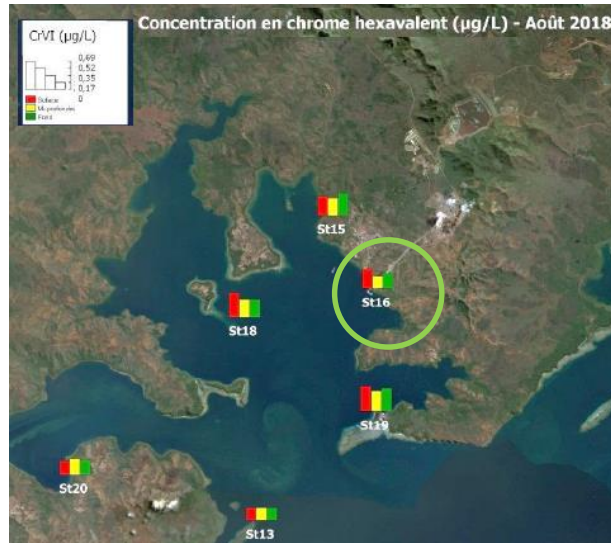 Concentration en chrome hexavalent (µg/L) - Août 2018
CrVI (µg/L)
0,69
0,52
0,35
0,17
0
Surface
Mi-profondeur
Fond
St15
St16
St18
St19
St20
St13